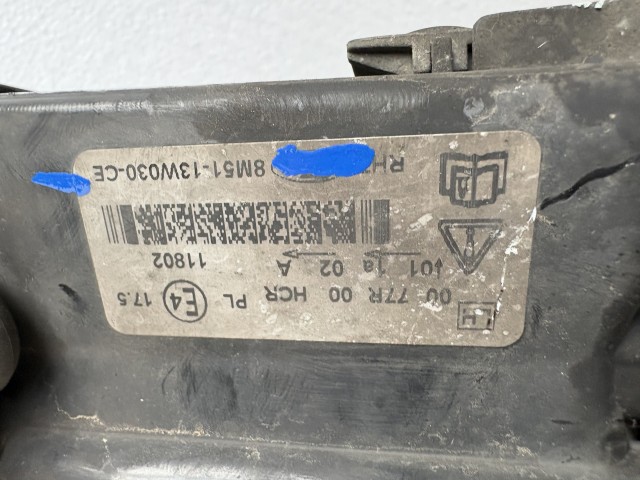 00 77R 00 HCR PL E4 17.5
01 1a 02 A
11802
RH 8M51-13W030-CE